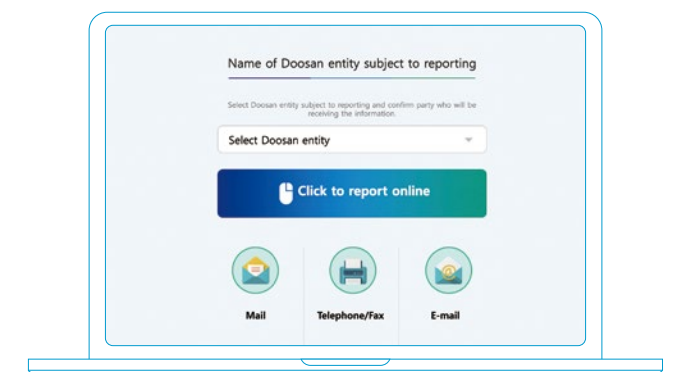 Name of Doosan entity subject to reporting
Select Doosan entity subject to reporting and confirm party who will be
receiving the information.
Select Doosan entity
Click to report online
Mail
Telephone/Fax
E-mail